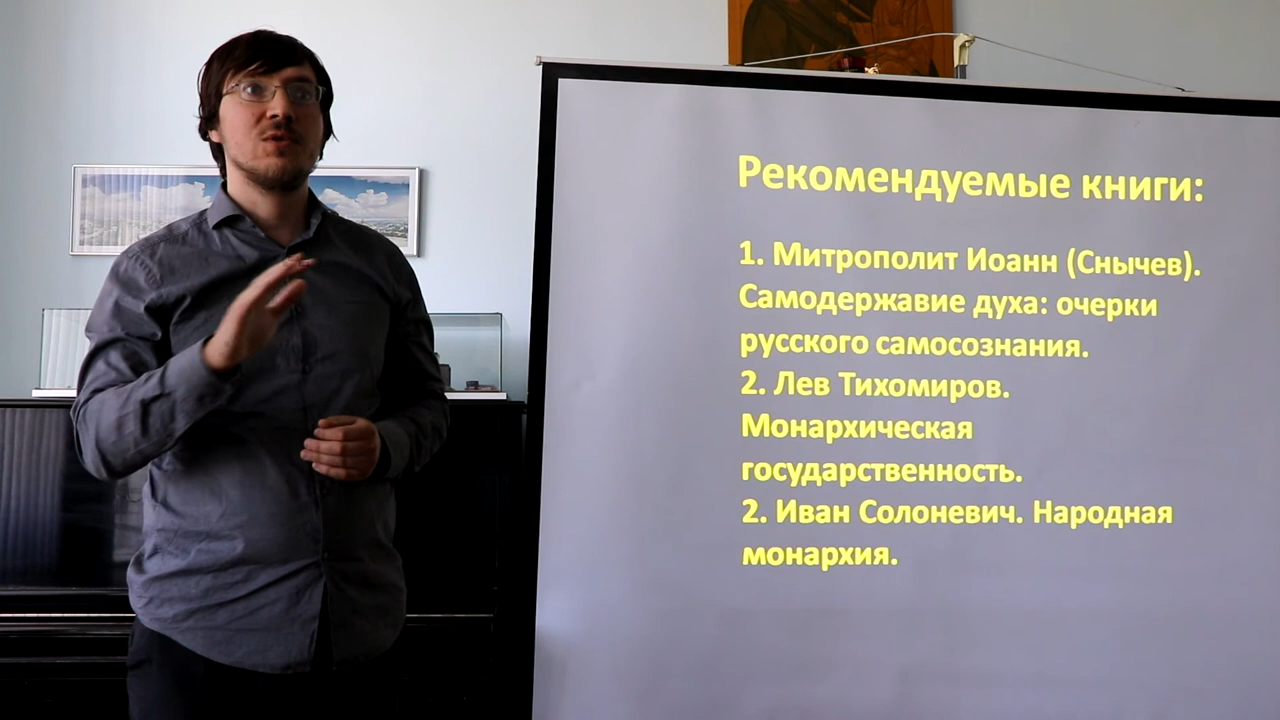 Рекомендуемые книги:
1. Митрополит Иоанн (Снычев).
Самодержавие духа: очерки
русского самосознания.
2. Лев Тихомиров.
Монархическая
государственность.
2. Иван Солоневич. Народная
монархия.